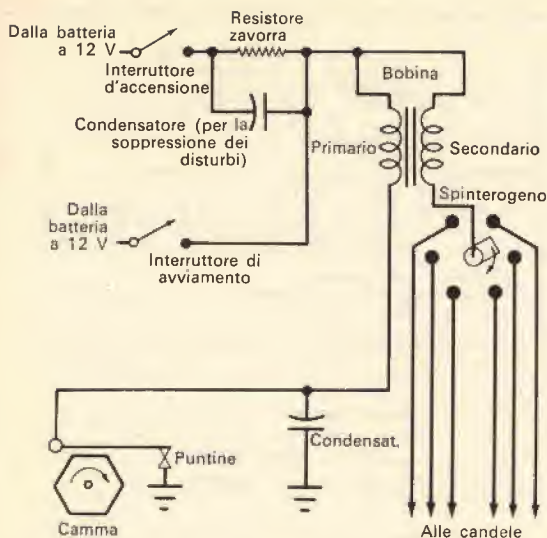 Dalla batteria
a 12 V
Interruttore
d'accensione
Resistore
zavorra
Condensatore (per la
soppressione dei
disturbi)
Bobina
Primario
Secondario
Spinterogeno
Dalla
batteria
a 12 V
Interruttore di
avviamento
Puntine
Condensat.
Camma
Alle candele